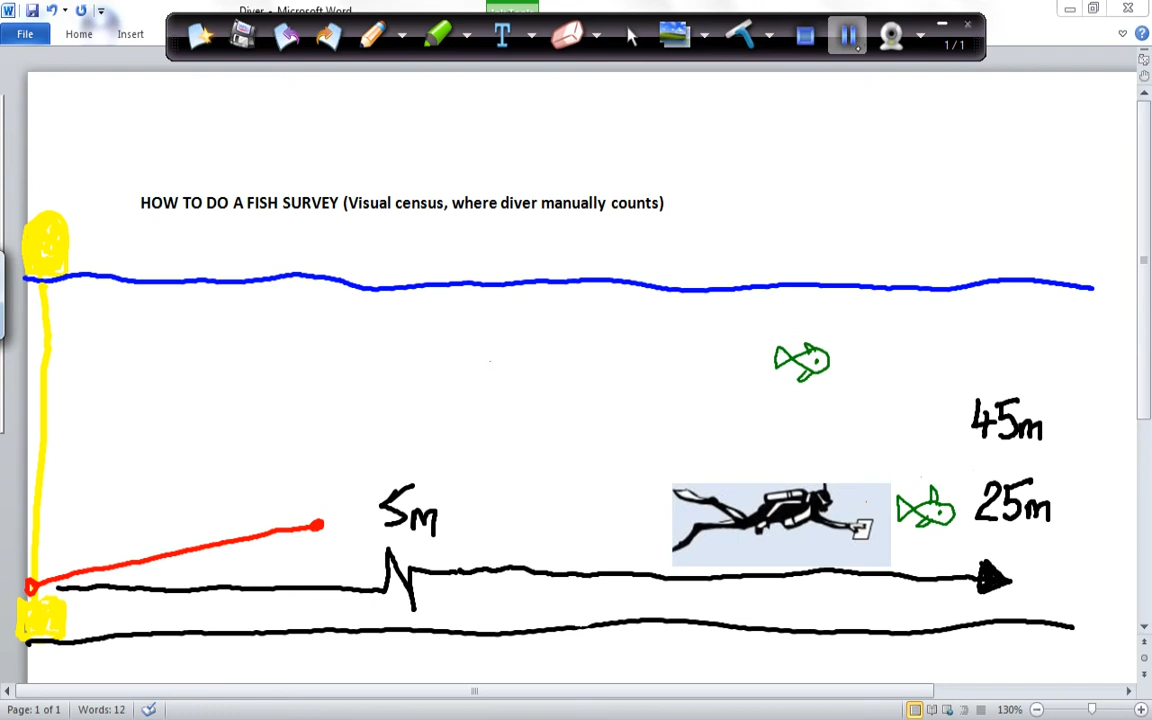 Diver - Microsoft Word
File Home Insert
1/1
HOW TO DO A FISH SURVEY (Visual census, where diver manually counts)
45m
25m
5m
Page: 1 of 1 Words: 12 130%